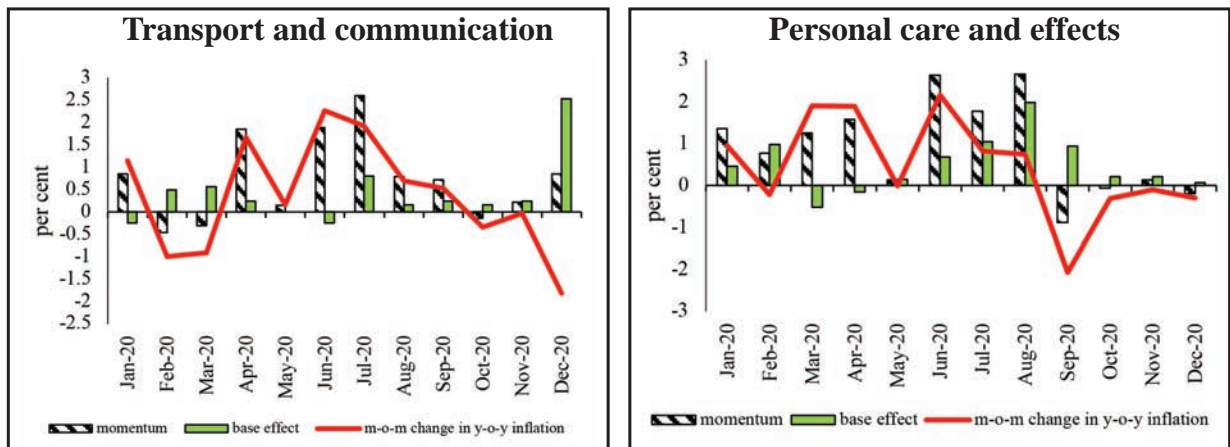 Transport and communication
per cent
3
2.5
2
1.5
1
0.5
0
-0.5
-1
-1.5
-2
-2.5
Jan-20
Feb-20
Mar-20
Apr-20
May-20
Jun-20
Jul-20
Aug-20
Sep-20
Oct-20
Nov-20
Dec-20
momentum base effect m-o-m change in y-o-y inflation
Personal care and effects
per cent
3
2
1
0
-1
-2
-3
Jan-20
Feb-20
Mar-20
Apr-20
May-20
Jun-20
Jul-20
Aug-20
Sep-20
Oct-20
Nov-20
Dec-20
momentum base effect m-o-m change in y-o-y inflation